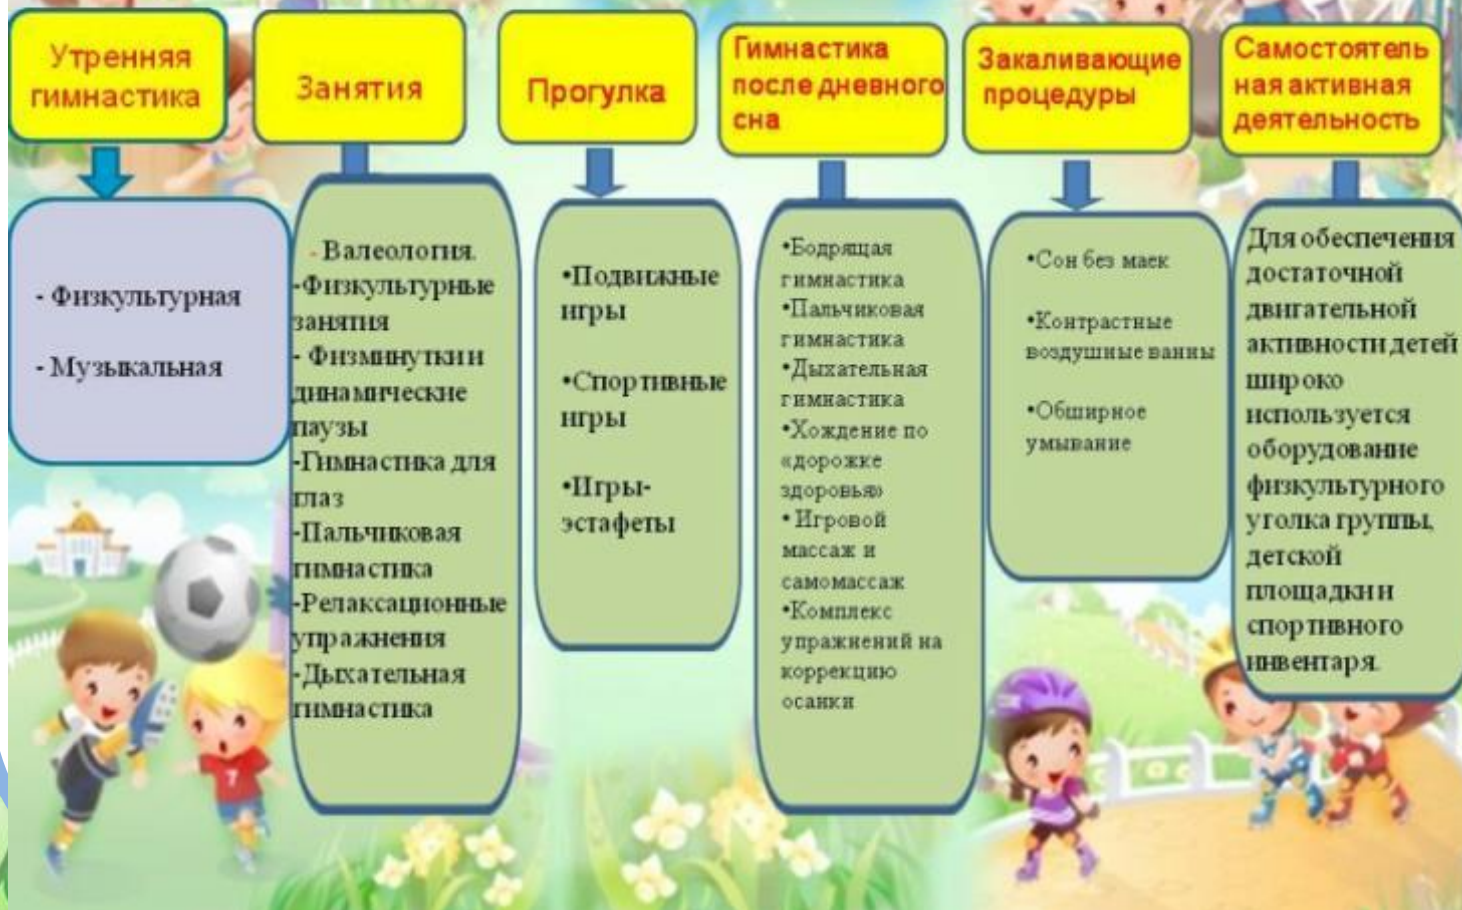 Утренняя
гимнастика
- Физкультурная
- Музыкальная
Занятия
- Валеология.
-Физкультурные
занятия
- Физминутки и
динамические
паузы
-Гимнастика для
глаз
-Пальчиковая
гимнастика
-Релаксационные
упражнения
-Дыхательная
гимнастика
Прогулка
•Подвижные
игры
•Спортивные
игры
•Игры-
эстафеты
Гимнастика
после дневного
сна
•Бодрящая
гимнастика
•Пальчиковая
гимнастика
•Дыхательная
гимнастика
•Хождение по
«дорожке
здоровья»
• Игровой
массаж и
самомассаж
•Комплекс
упражнений на
коррекцию
осанки
Закаливающие
процедуры
•Сон без маек
•Контрастные
воздушные ванны
•Обширное
умывание
Самостоятель
ная активная
деятельность
Для обеспечения
достаточной
двигательной
активности детей
широко
используется
оборудование
физкультурного
уголка группы,
детской
площадки и
спортивного
инвентаря.
7